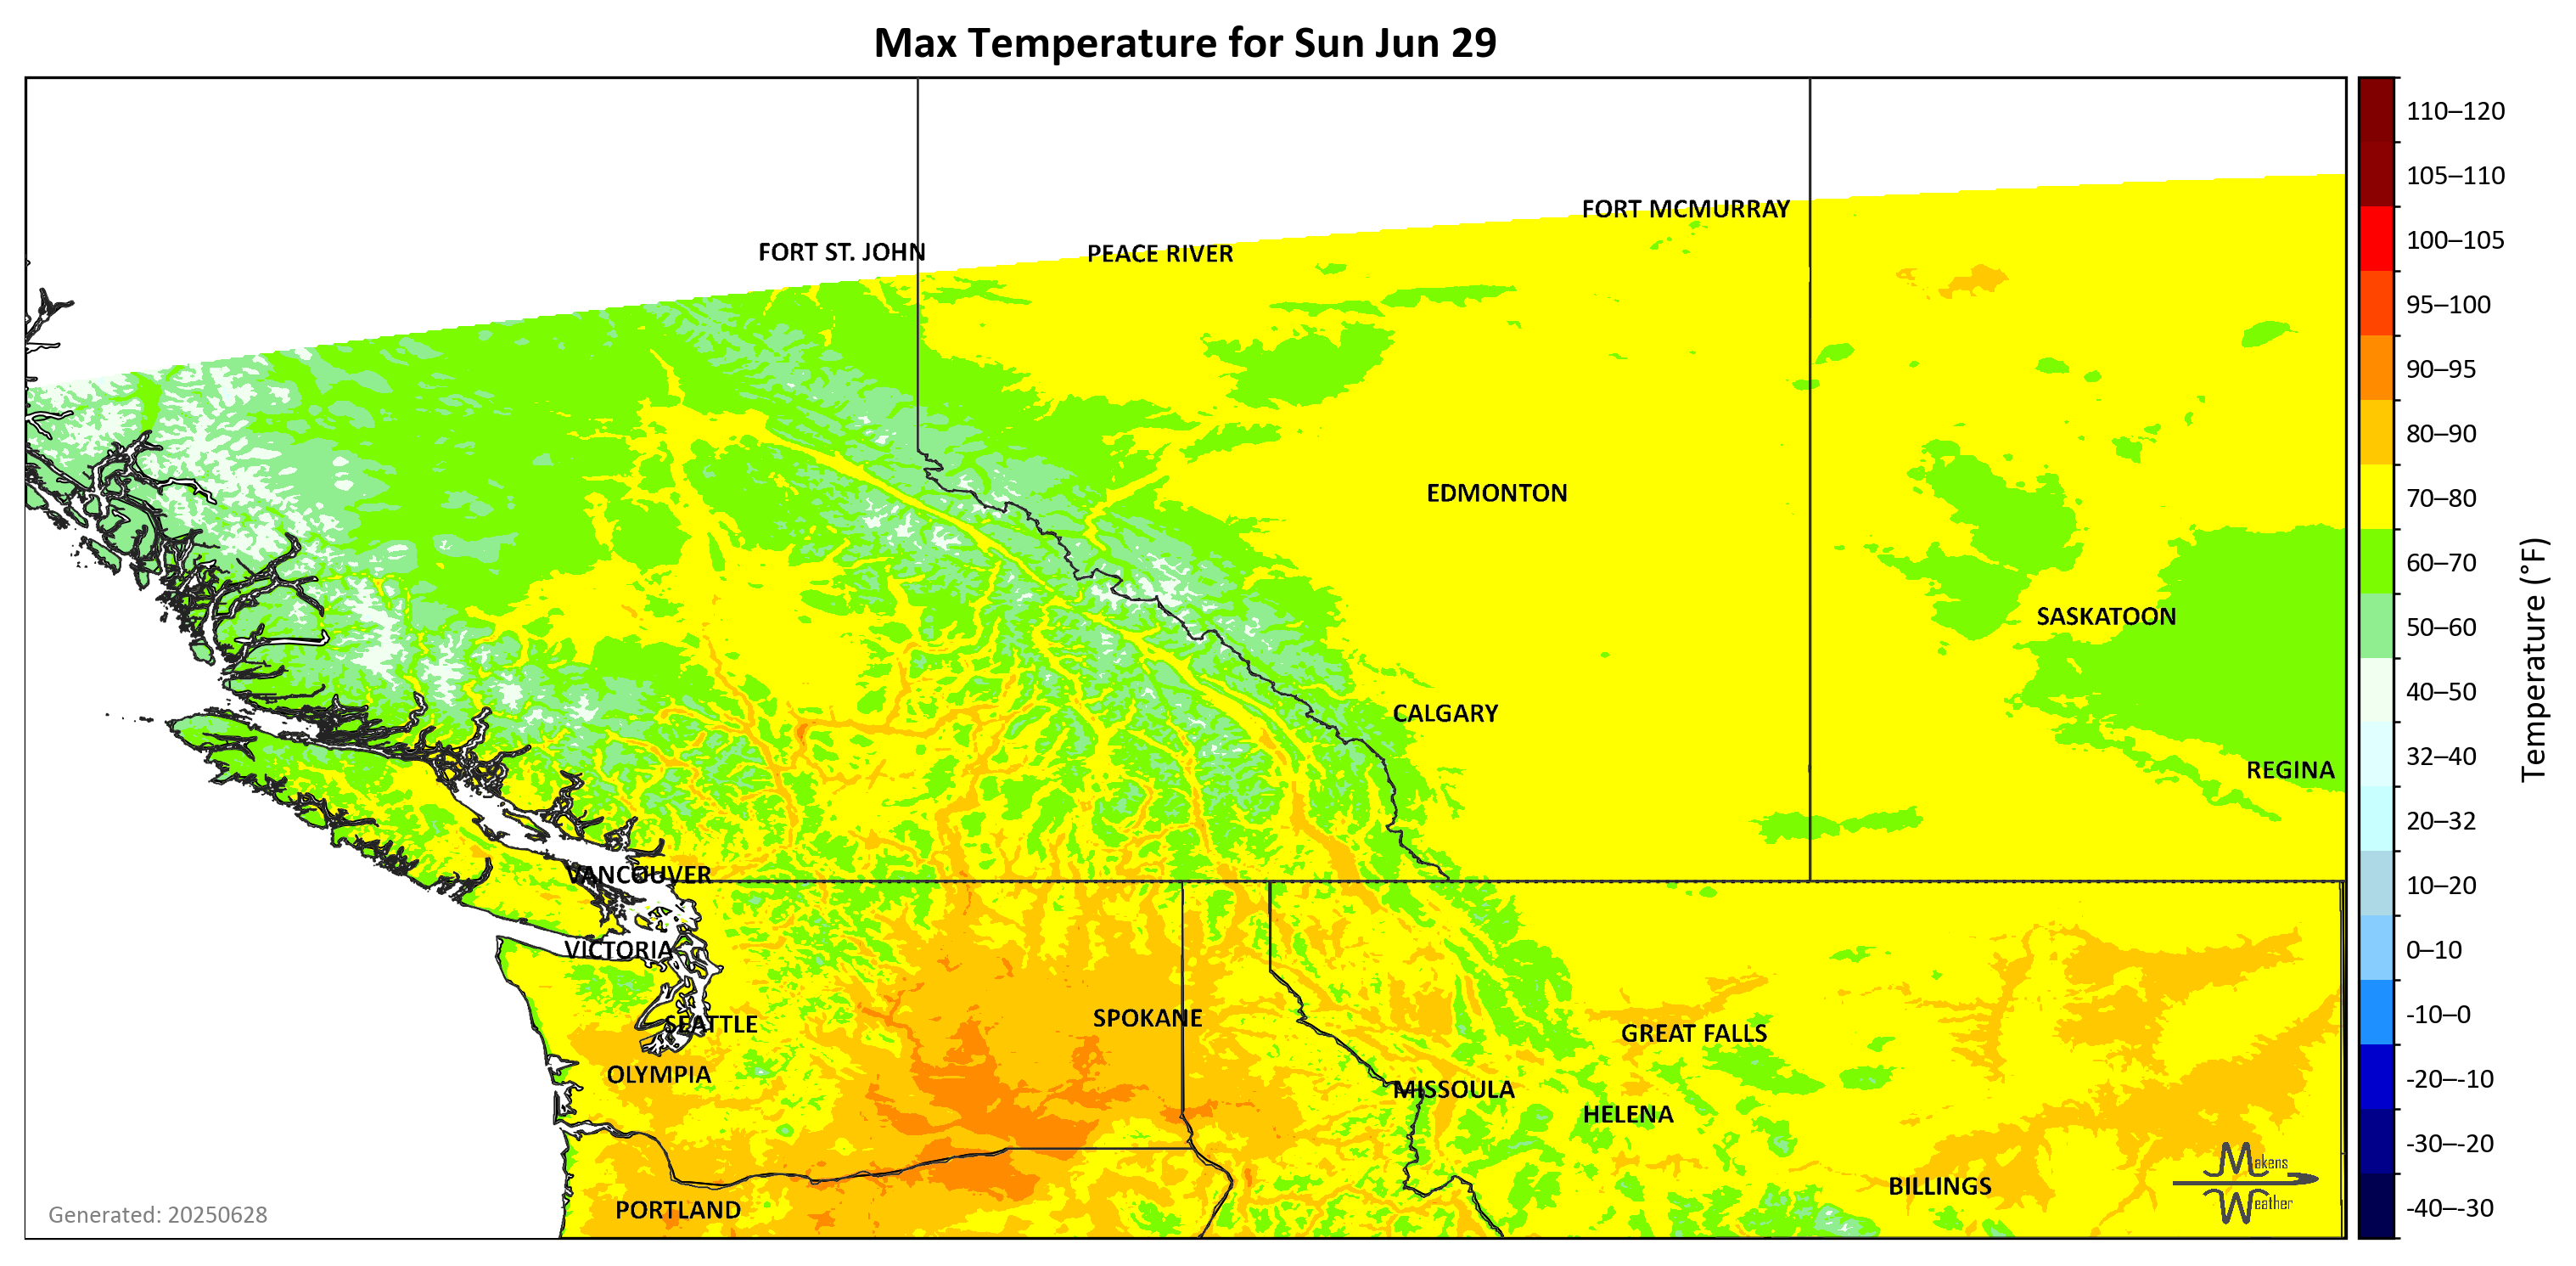 Max Temperature for Sun Jun 29
FORT MCMURRAY
FORT ST. JOHN
PEACE RIVER
EDMONTON
SASKATOON
CALGARY
REGINA
VANCOUVER
VICTORIA
SEATTLE
SPOKANE
GREAT FALLS
OLYMPIA
MISSOULA
HELENA
BILLINGS
PORTLAND
Makens
Weather
Generated: 20250628
110–120
105–110
100–105
95–100
90–95
80–90
70–80
60–70
50–60
40–50
32–40
20–32
10–20
0–10
-10–0
-20–-10
-30–-20
-40–-30
Temperature (°F)